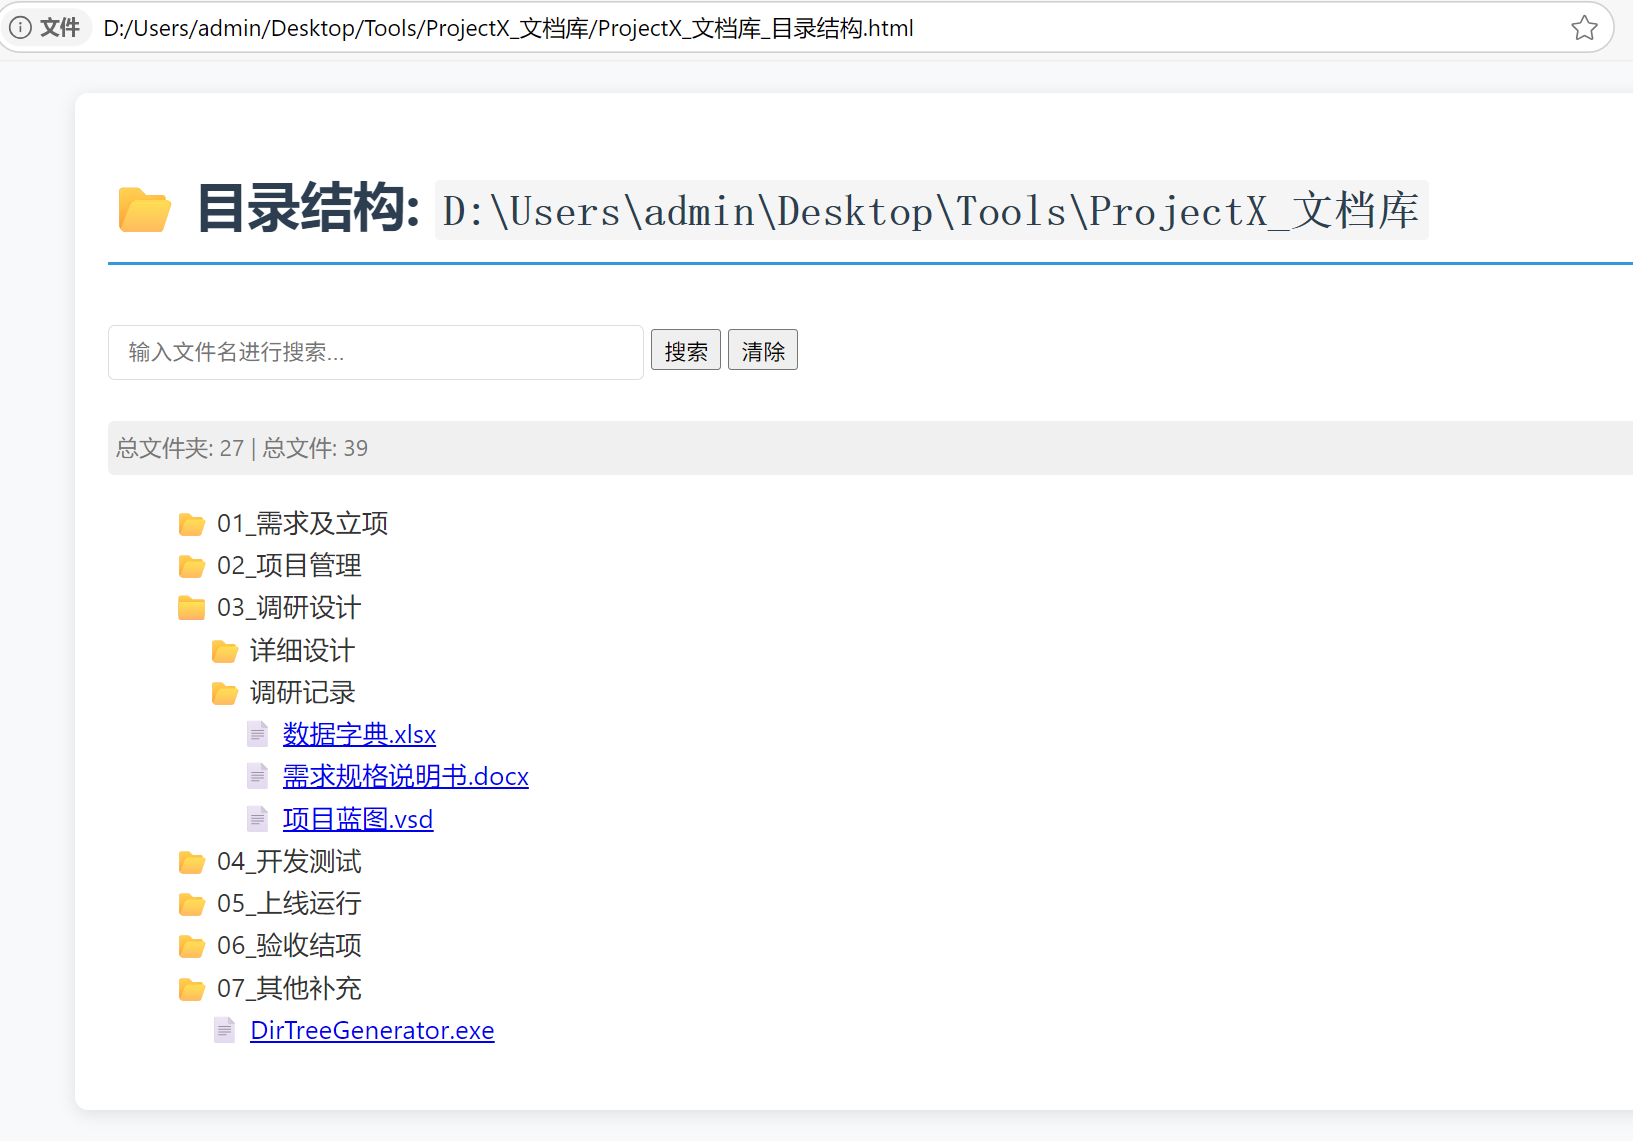 文件 D:/Users/admin/Desktop/Tools/ProjectX_文档库/ProjectX_文档库_目录结构.html
目录结构: D:\Users\admin\Desktop\Tools\ProjectX_文档库
输入文件名进行搜索... 搜索 清除
总文件夹: 27 | 总文件: 39
01_需求及立项
02_项目管理
03_调研设计
详细设计
调研记录
数据字典.xlsx
需求规格说明书.docx
项目蓝图.vsd
04_开发测试
05_上线运行
06_验收结项
07_其他补充
DirTreeGenerator.exe